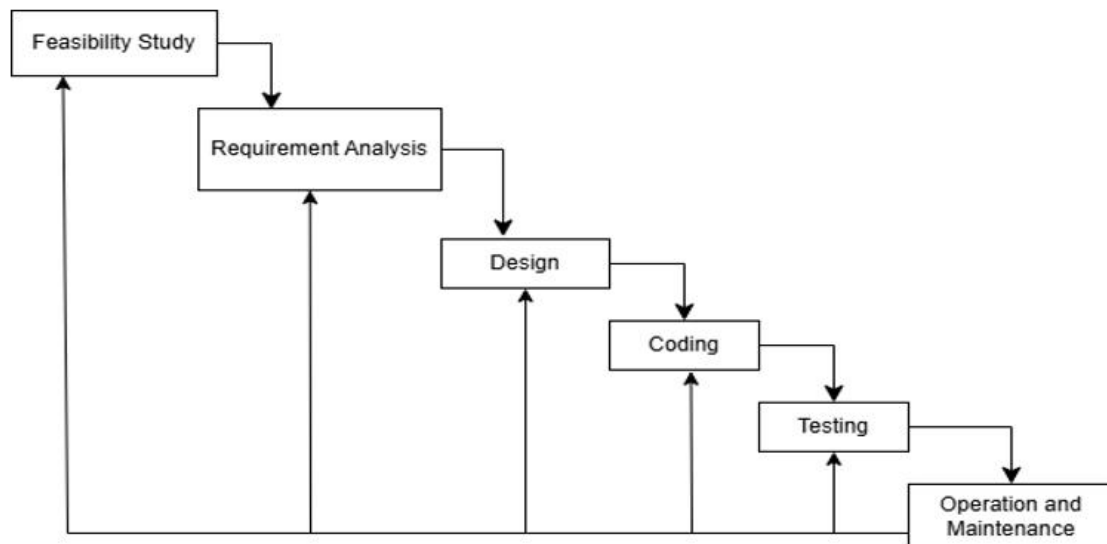 Feasibility Study
Requirement Analysis
Design
Coding
Testing
Operation and
Maintenance